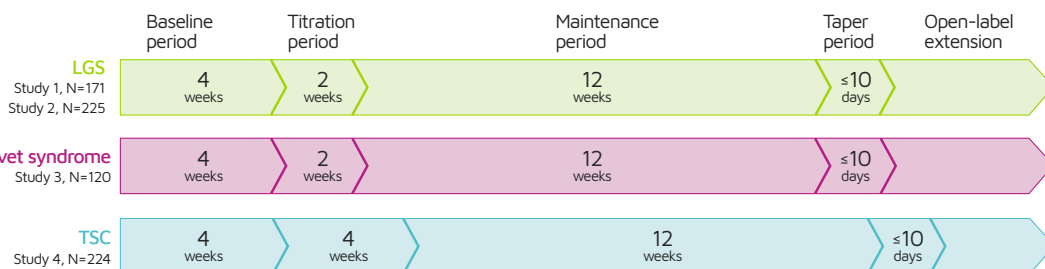 Baseline period
Titration period
Maintenance period
Taper period
Open-label extension
LGS
Study 1, N=171
Study 2, N=225
4 weeks
2 weeks
12 weeks
≤10 days
syndrome
Study 3, N=120
4 weeks
2 weeks
12 weeks
≤10 days
TSC
Study 4, N=224
4 weeks
4 weeks
12 weeks
≤10 days